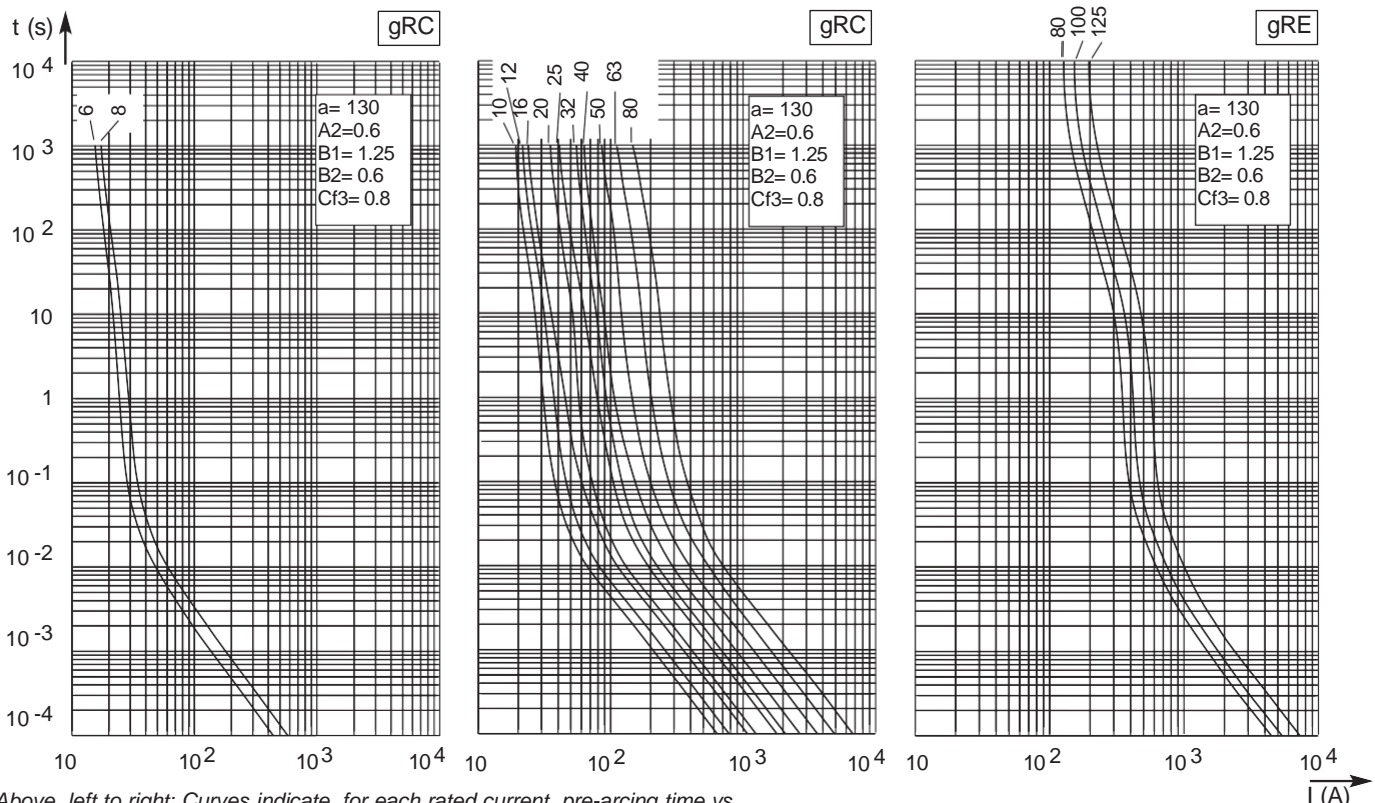 t (s)
gRC
gRC
80
100
125
gRE
10 4
10 3
10 2
10
1
10 -1
10 -2
10 -3
10 -4
6
8
a= 130
A2=0.6
B1= 1.25
B2= 0.6
Cf3= 0.8
10
12
16
20
25
32
40
50
63
80
a= 130
A2=0.6
B1= 1.25
B2= 0.6
Cf3= 0.8
a= 130
A2=0.6
B1= 1.25
B2= 0.6
Cf3= 0.8
10 10 2 10 3 10 4
10 10 2 10 3 10 4
10 10 2 10 3 10 4
I (A)
Above, left to right: Curves indicate, for each rated current, pre-arcing time vs.